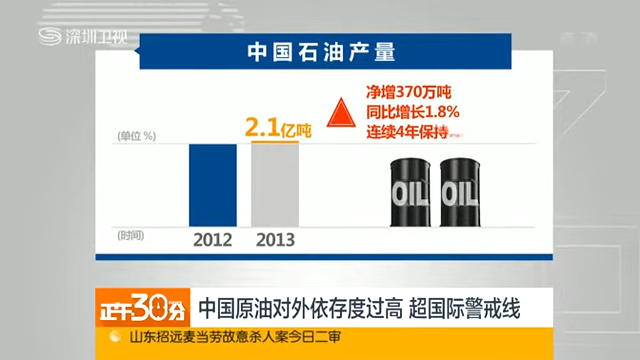 深圳卫视
中国石油产量
净增370万吨
同比增长1.8%
连续4年保持
2.1亿吨
(单位 %)
OIL OIL
(时间)
2012 2013
正午30分
中国原油对外依存度过高 超国际警戒线
山东招远麦当劳故意杀人案今日二审